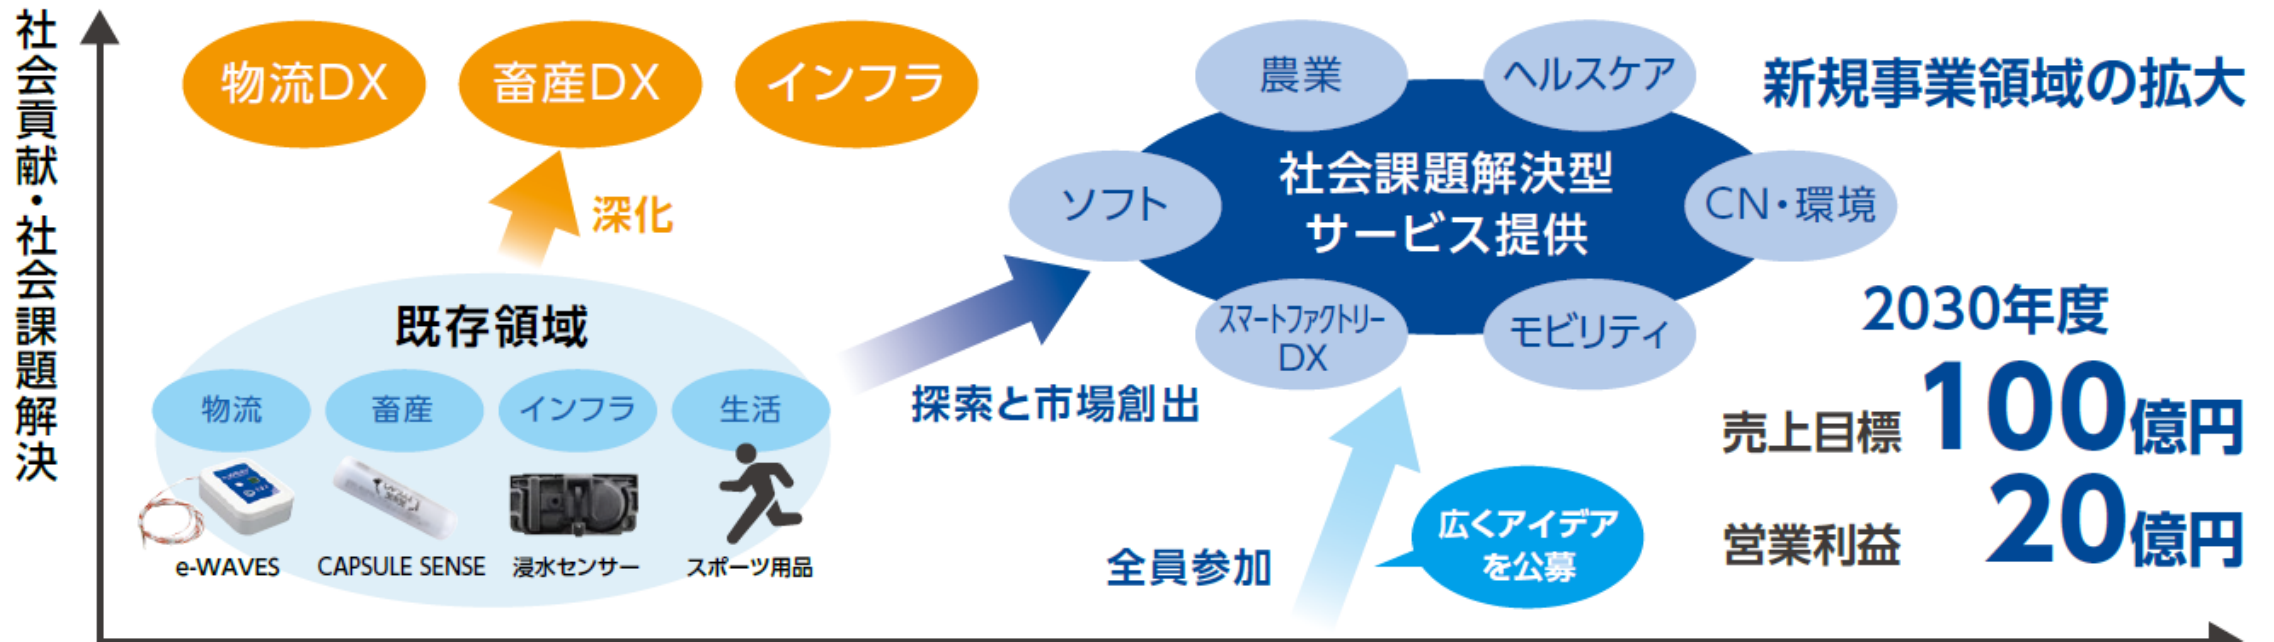 社会貢献・社会課題解決
物流DX
畜産DX
インフラ
深化
既存領域
物流
畜産
インフラ
生活
e-WAVES
CAPSULE SENSE
浸水センサー
スポーツ用品
探索と市場創出
農業
ヘルスケア
ソフト
社会課題解決型
サービス提供
CN・環境
スマートファクトリー
DX
モビリティ
全員参加
広くアイデア
を公募
新規事業領域の拡大
2030年度
売上目標 100億円
営業利益 20億円